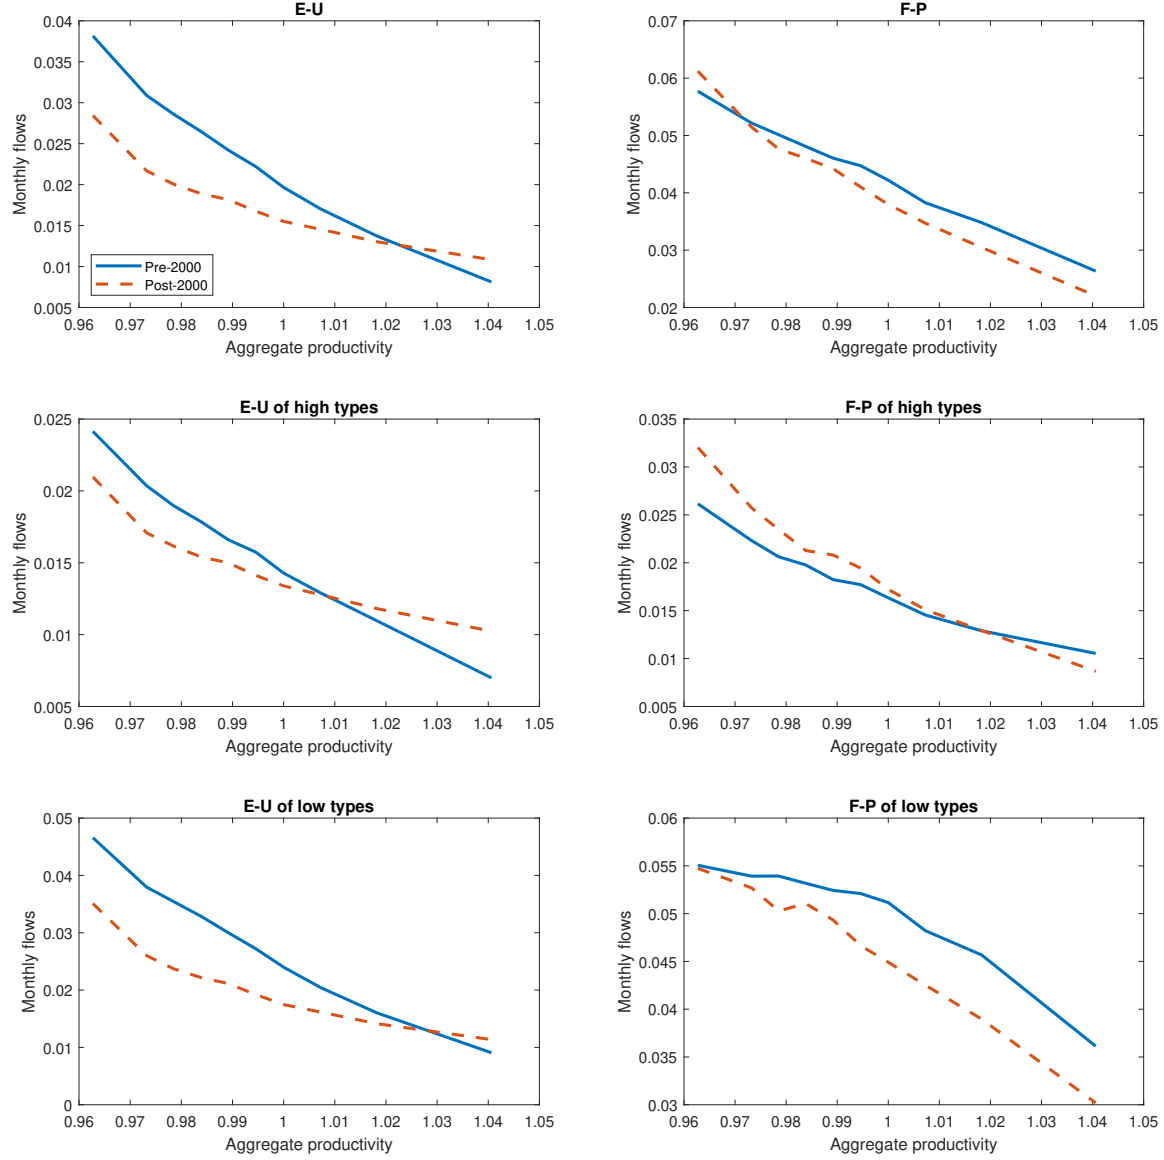 E-U
0.04
0.035
0.03
0.025
0.02
0.015
0.01
0.005
Monthly flows
Pre-2000
Post-2000
0.96 0.97 0.98 0.99 1 1.01 1.02 1.03 1.04 1.05
Aggregate productivity
F-P
0.07
0.06
0.05
0.04
0.03
0.02
Monthly flows
0.96 0.97 0.98 0.99 1 1.01 1.02 1.03 1.04 1.05
Aggregate productivity
E-U of high types
0.025
0.02
0.015
0.01
0.005
Monthly flows
0.96 0.97 0.98 0.99 1 1.01 1.02 1.03 1.04 1.05
Aggregate productivity
F-P of high types
0.035
0.03
0.025
0.02
0.015
0.01
0.005
Monthly flows
0.96 0.97 0.98 0.99 1 1.01 1.02 1.03 1.04 1.05
Aggregate productivity
E-U of low types
0.05
0.04
0.03
0.02
0.01
0
Monthly flows
0.96 0.97 0.98 0.99 1 1.01 1.02 1.03 1.04 1.05
Aggregate productivity
F-P of low types
0.06
0.055
0.05
0.045
0.04
0.035
0.03
Monthly flows
0.96 0.97 0.98 0.99 1 1.01 1.02 1.03 1.04 1.05
Aggregate productivity